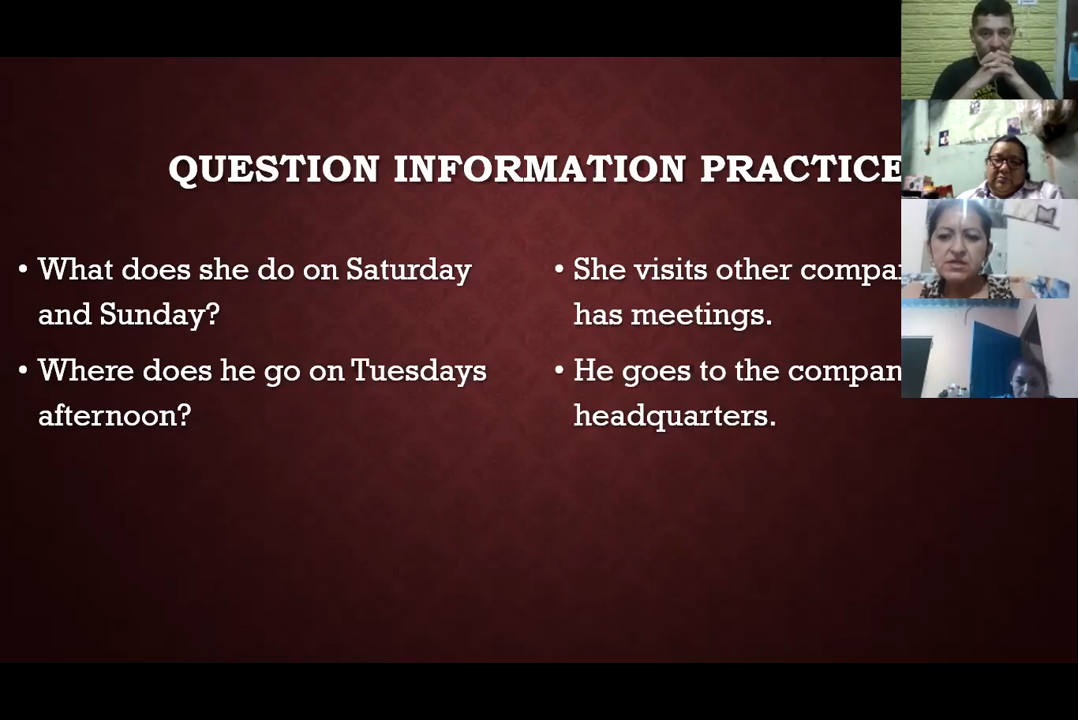 QUESTION INFORMATION PRACTICE
• What does she do on Saturday
and Sunday?
• Where does he go on Tuesdays
afternoon?
• She visits other
has meetings.
• He goes to the
headquarters.